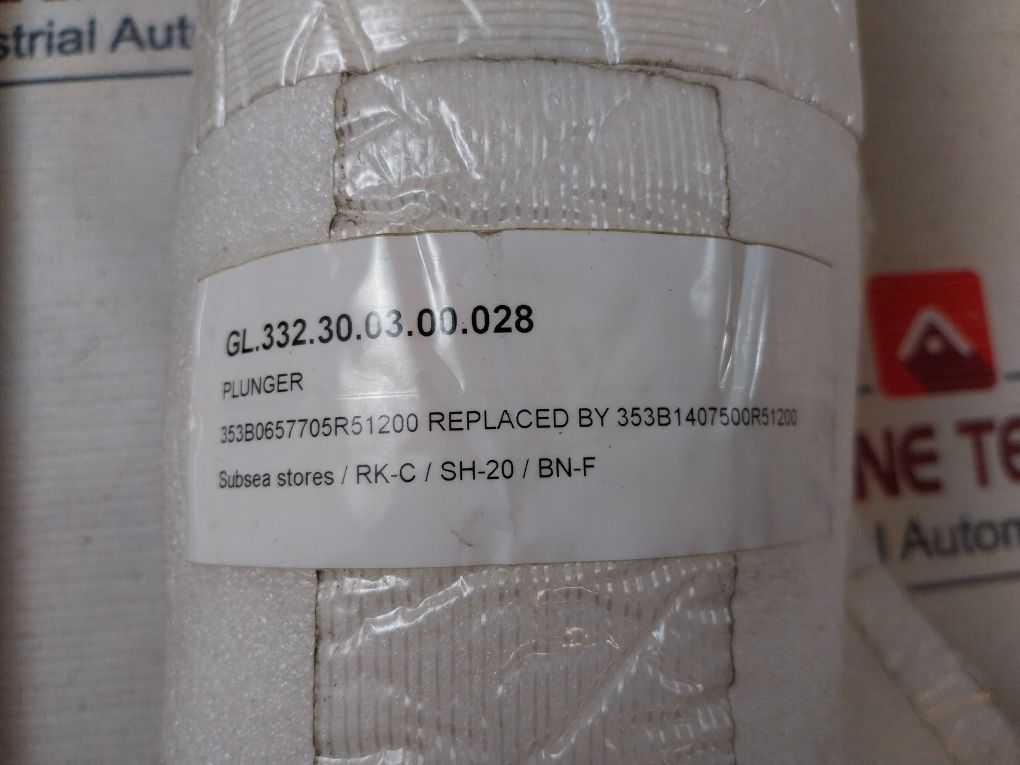 strial Aut
GL.332.30.03.00.028
PLUNGER
353B0657705R51200 REPLACED BY 353B1407500R51200
Subsea stores / RK-C / SH-20 / BN-F
NE TE
l Autom